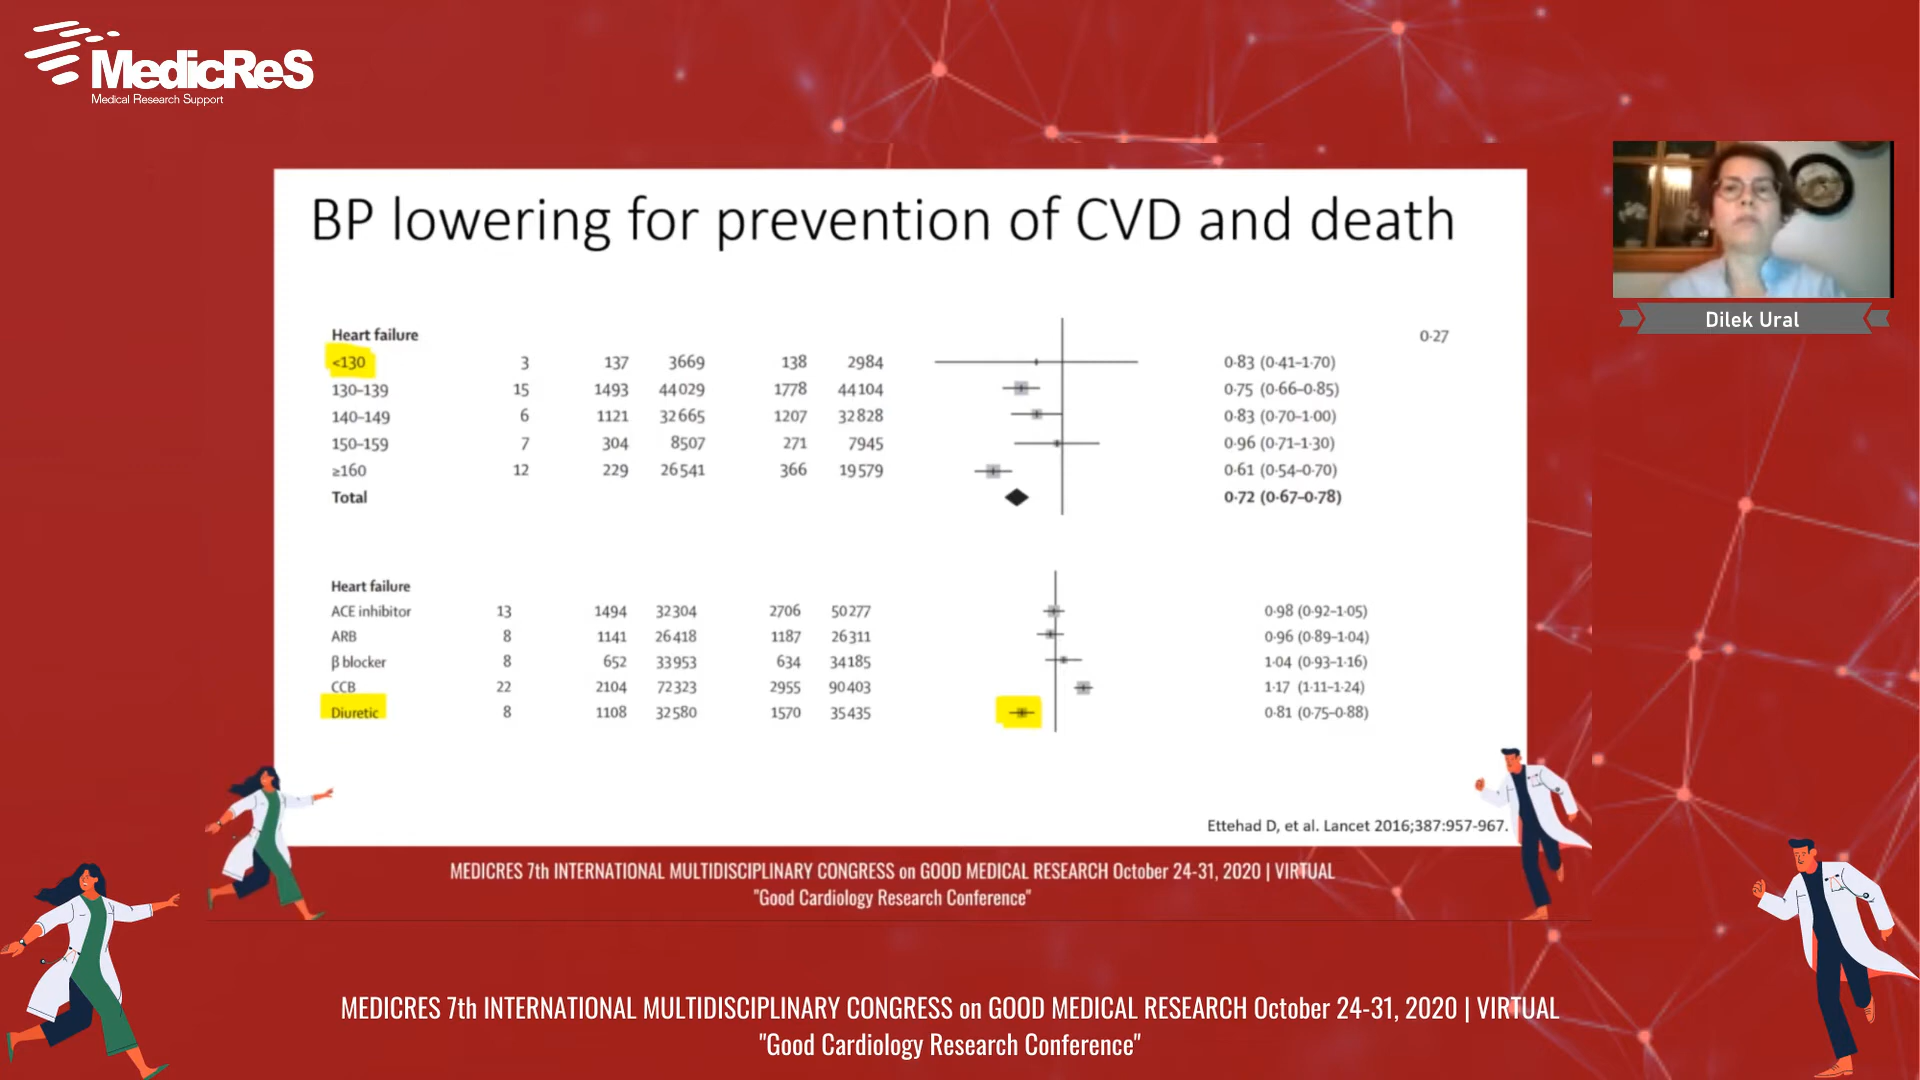 MedicReS
Medical Research Support
BP lowering for prevention of CVD and death
Heart failure 0·27
<130 3 137 3669 138 2984 0·83 (0·41–1·70)
130–139 15 1493 44029 1778 44104 0·75 (0·66–0·85)
140–149 6 1121 32665 1207 32828 0·83 (0·70–1·00)
150–159 7 304 8507 271 7945 0·96 (0·71–1·30)
≥160 12 229 26541 366 19579 0·61 (0·54–0·70)
Total 0·72 (0·67–0·78)
Heart failure
ACE inhibitor 13 1494 32304 2706 50277 0·98 (0·92–1·05)
ARB 8 1141 26418 1187 26311 0·96 (0·89–1·04)
β blocker 8 652 33953 634 34185 1·04 (0·93–1·16)
CCB 22 2104 72323 2955 90403 1·17 (1·11–1·24)
Diuretic 8 1108 32580 1570 35435 0·81 (0·75–0·88)
Ettehad D, et al. Lancet 2016;387:957-967.
Dilek Ural
MEDICRES 7th INTERNATIONAL MULTIDISCIPLINARY CONGRESS on GOOD MEDICAL RESEARCH October 24-31, 2020 | VIRTUAL
"Good Cardiology Research Conference"
MEDICRES 7th INTERNATIONAL MULTIDISCIPLINARY CONGRESS on GOOD MEDICAL RESEARCH October 24-31, 2020 | VIRTUAL
"Good Cardiology Research Conference"